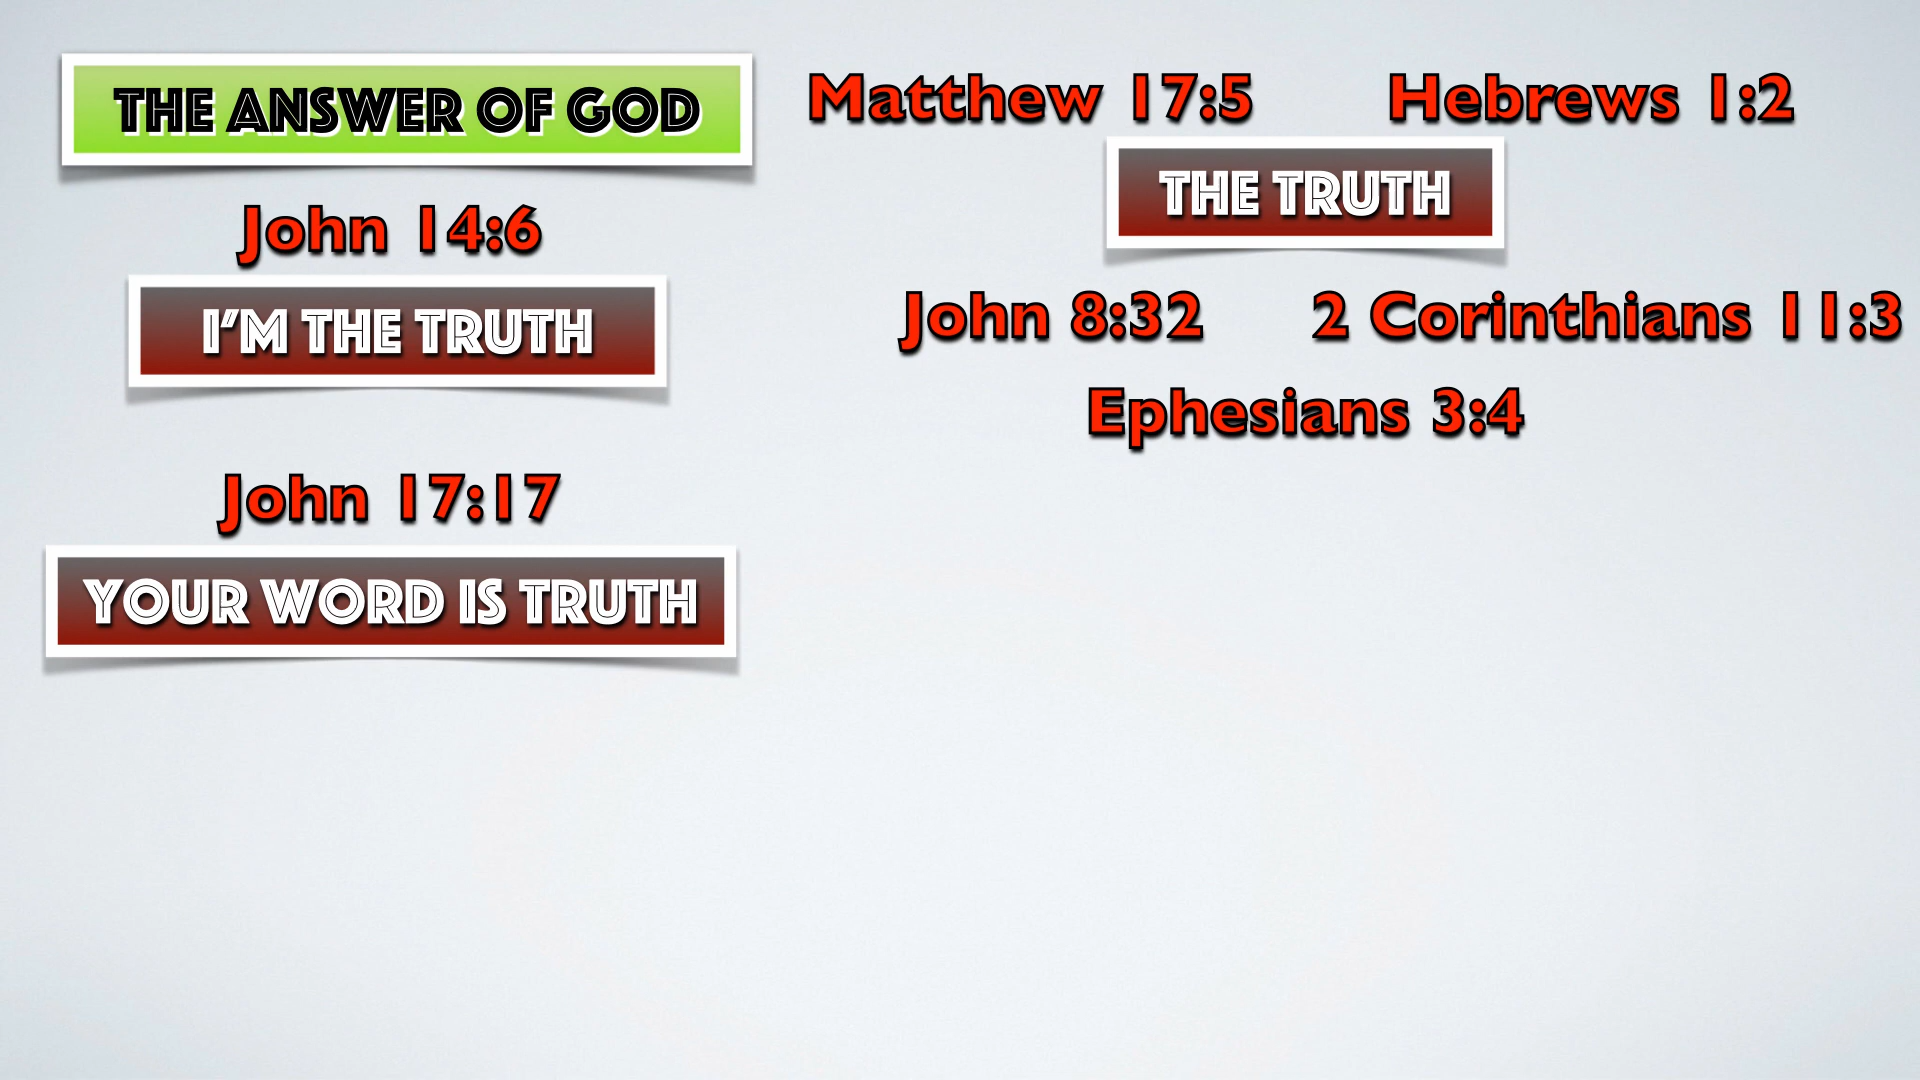 THE ANSWER OF GOD
John 14:6
I'M THE TRUTH
John 17:17
YOUR WORD IS TRUTH
Matthew 17:5 Hebrews 1:2
THE TRUTH
John 8:32 2 Corinthians 11:3
Ephesians 3:4